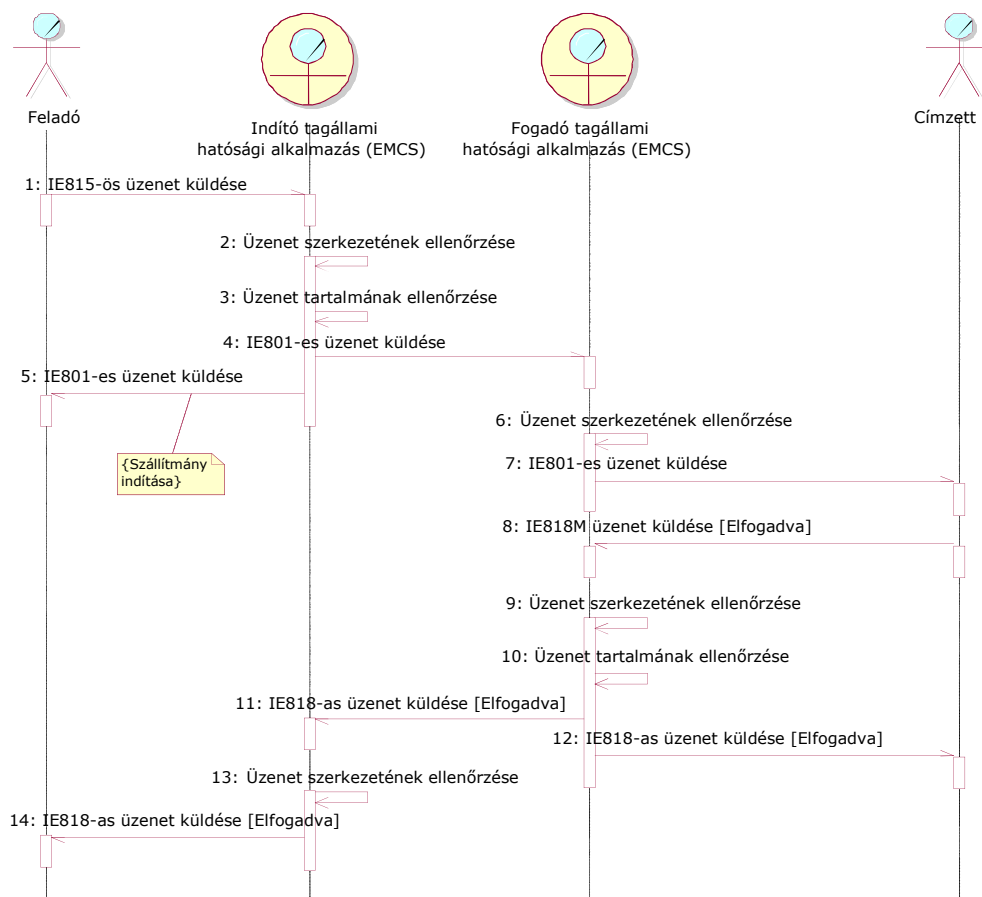 Feladó
Indító tagállami
hatósági alkalmazás (EMCS)
Fogadó tagállami
hatósági alkalmazás (EMCS)
Címzett
1: IE815-ös üzenet küldése
2: Üzenet szerkezetének ellenőrzése
3: Üzenet tartalmának ellenőrzése
4: IE801-es üzenet küldése
5: IE801-es üzenet küldése
{Szállítmány
indítása}
6: Üzenet szerkezetének ellenőrzése
7: IE801-es üzenet küldése
8: IE818M üzenet küldése [Elfogadva]
9: Üzenet szerkezetének ellenőrzése
10: Üzenet tartalmának ellenőrzése
11: IE818-as üzenet küldése [Elfogadva]
12: IE818-as üzenet küldése [Elfogadva]
13: Üzenet szerkezetének ellenőrzése
14: IE818-as üzenet küldése [Elfogadva]